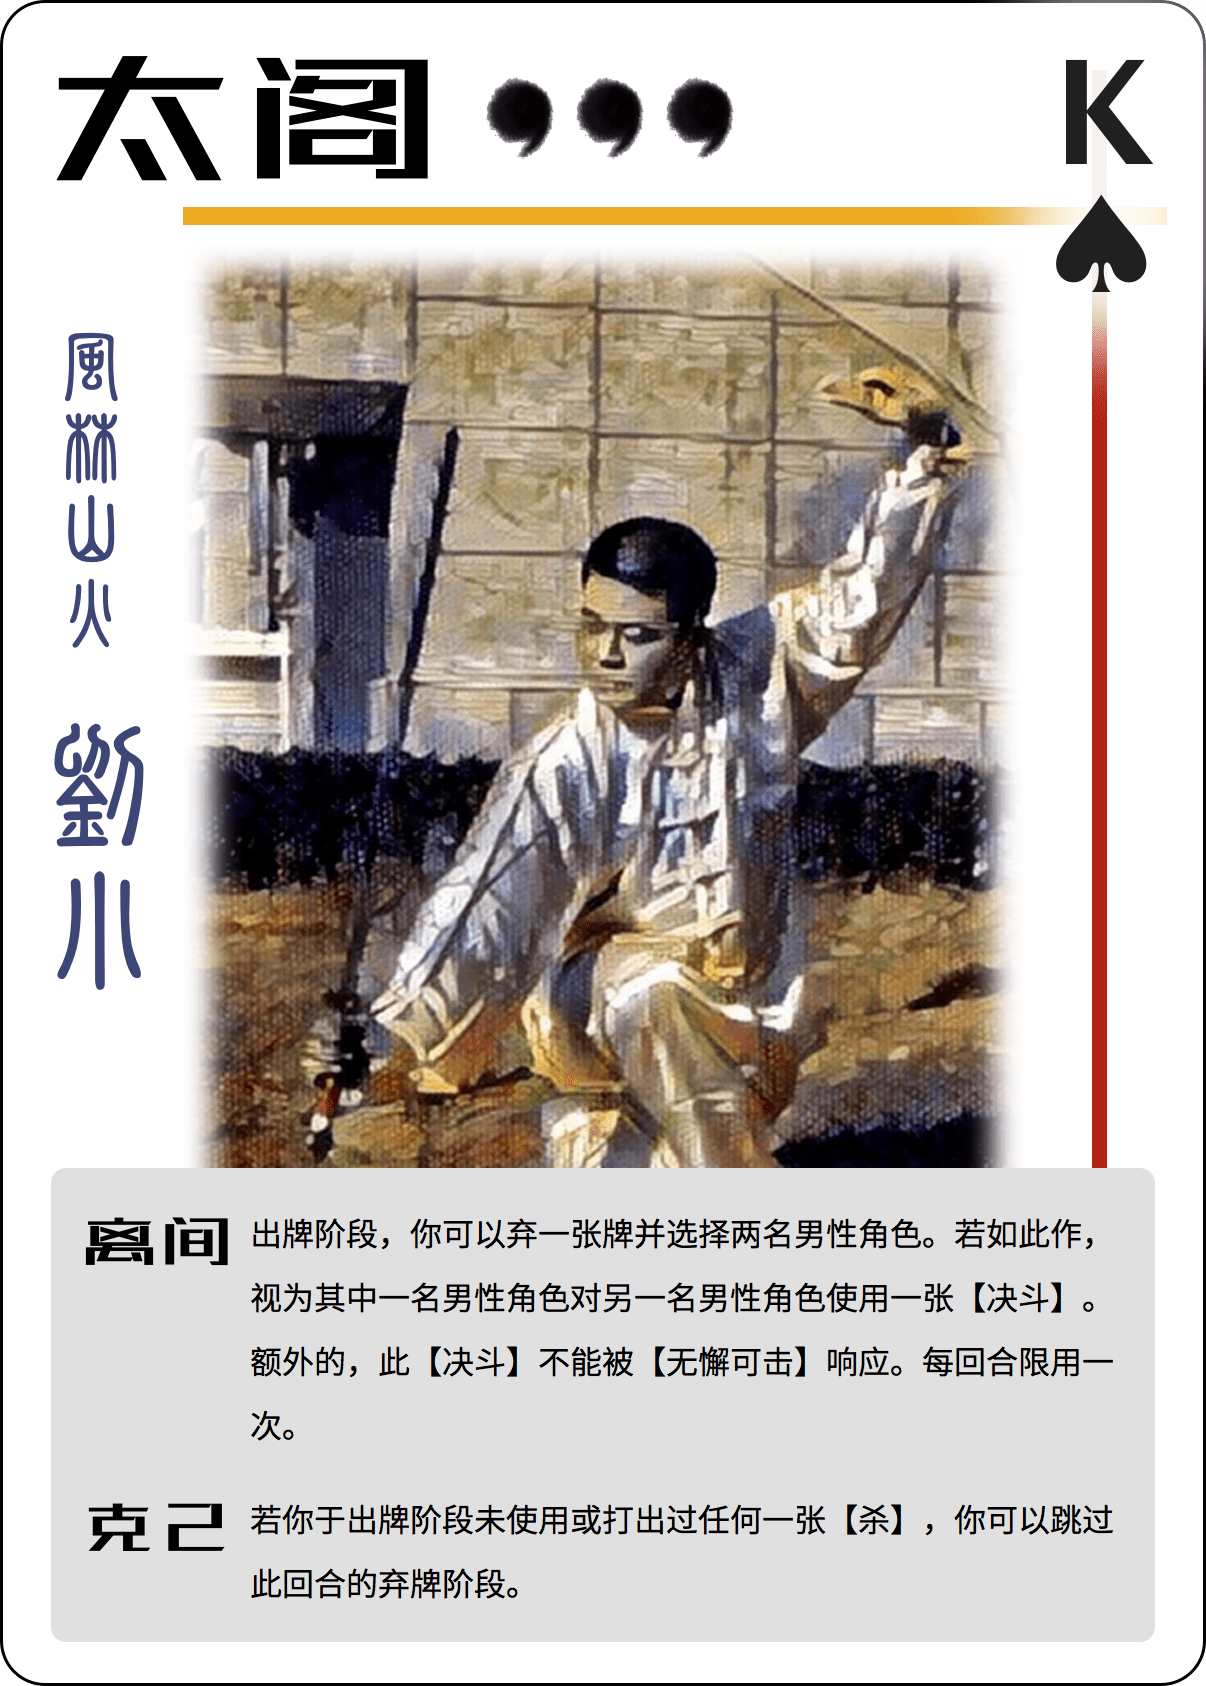 太阁
K
風林山火
劉小
离间
出牌阶段，你可以弃一张牌并选择两名男性角色。若如此作，
视为其中一名男性角色对另一名男性角色使用一张【决斗】。
额外的，此【决斗】不能被【无懈可击】响应。每回合限用一
次。
克己
若你于出牌阶段未使用或打出过任何一张【杀】，你可以跳过
此回合的弃牌阶段。